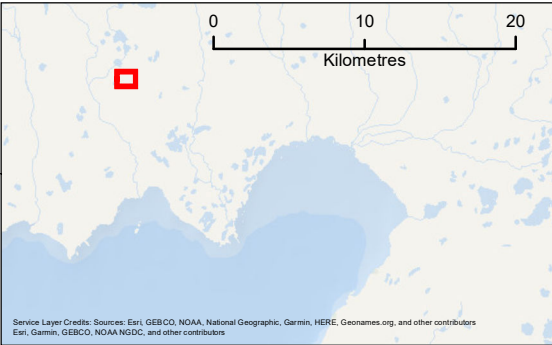 0 10 20
Kilometres
Service Layer Credits: Sources: Esri, GEBCO, NOAA, National Geographic, Garmin, HERE, Geonames.org, and other contributors
Esri, Garmin, GEBCO, NOAA NGDC, and other contributors